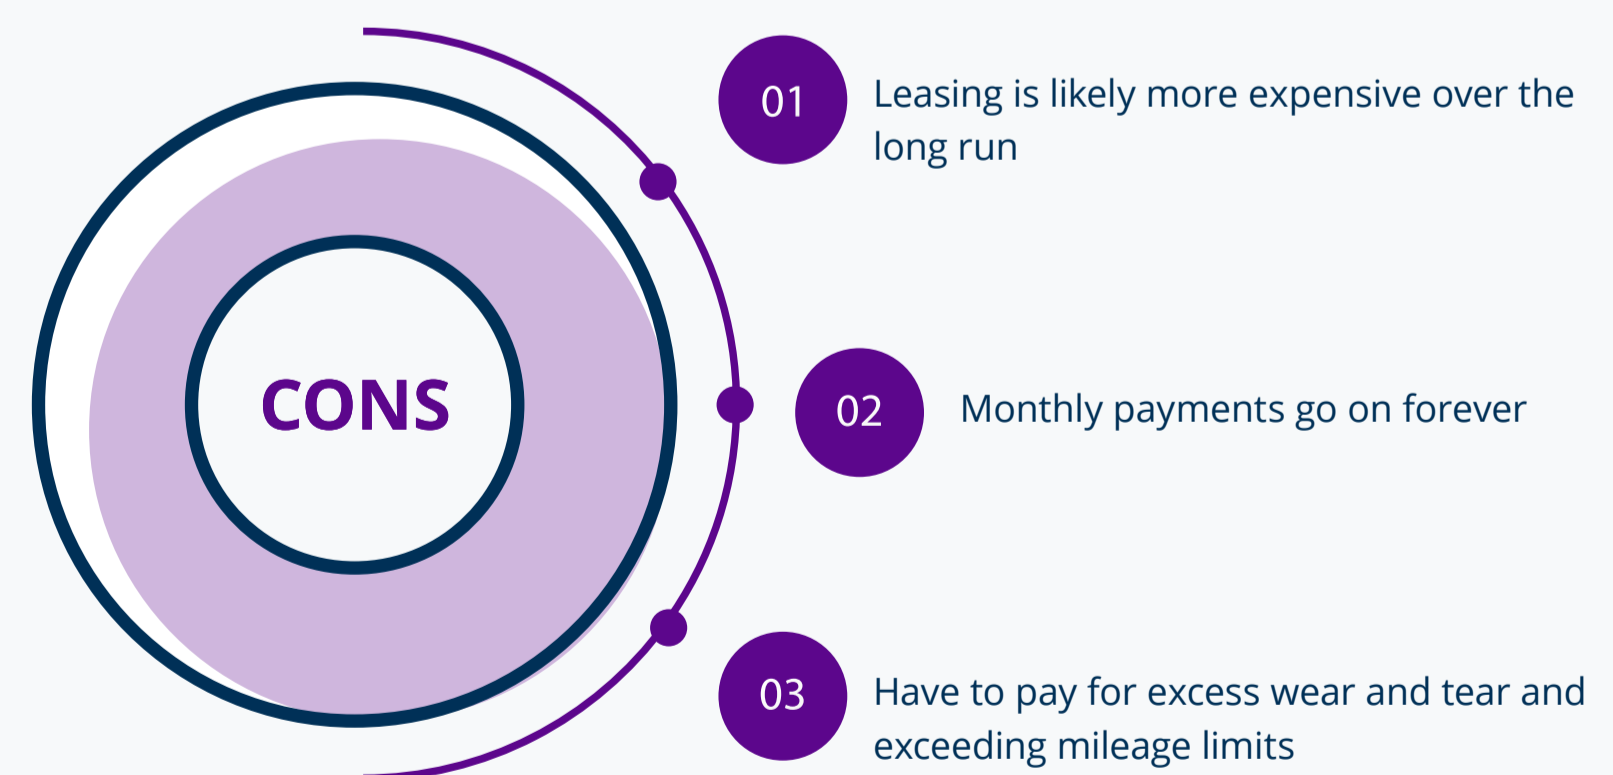 CONS
01
Leasing is likely more expensive over the
long run
02
Monthly payments go on forever
03
Have to pay for excess wear and tear and
exceeding mileage limits